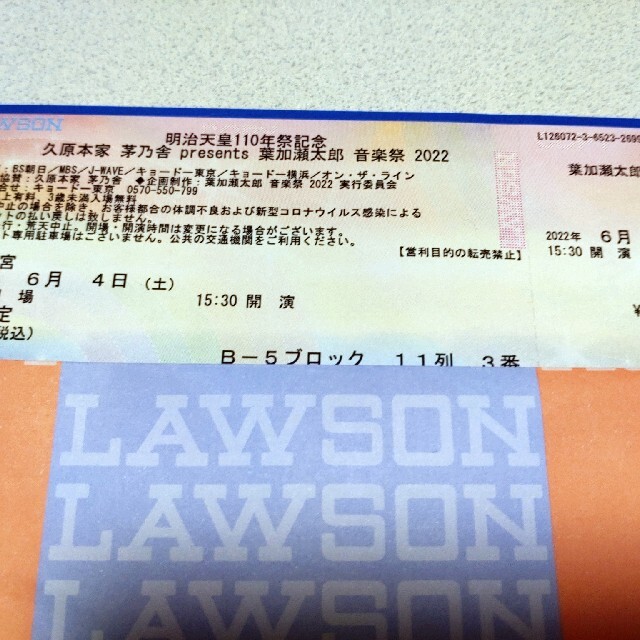 LAWSON
明治天皇110年祭記念
久原本家 茅乃舎 presents 葉加瀬太郎 音楽祭 2022
BS朝日/MBS/J-WAVE/キョードー東京/キョードー横浜/オン・ザ・ライン
久原本家 茅乃舎 ◆企画制作:葉加瀬太郎 音楽祭 2022 実行委員会
合せ:キョードー東京 0570-550-799
上有料 3歳未満入場無料
お客様都合の体調不良および新型コロナウイルス感染による
ットの払い戻しは致しません。
行・荒天中止。開場・開演時間は変更になる場合がございます。
ト専用駐車場はございません。公共の交通機関をご利用ください。
【営利目的の転売禁止】
宮
6月 4日(土)
場 15:30 開 演
定
税込)
B-5ブロック 11列 3番
L126072-3-6523-2699
葉加瀬太郎
2022年 6月
15:30 開 演
¥
LAWSON
LAWSON
LAWSON